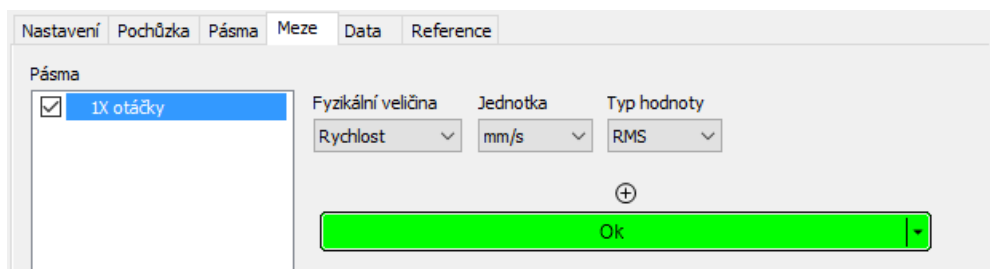 Nastavení Pochůzka Pásma Meze Data Reference
Pásma
1X otáčky
Fyzikální veličina Jednotka Typ hodnoty
Rychlost mm/s RMS
Ok